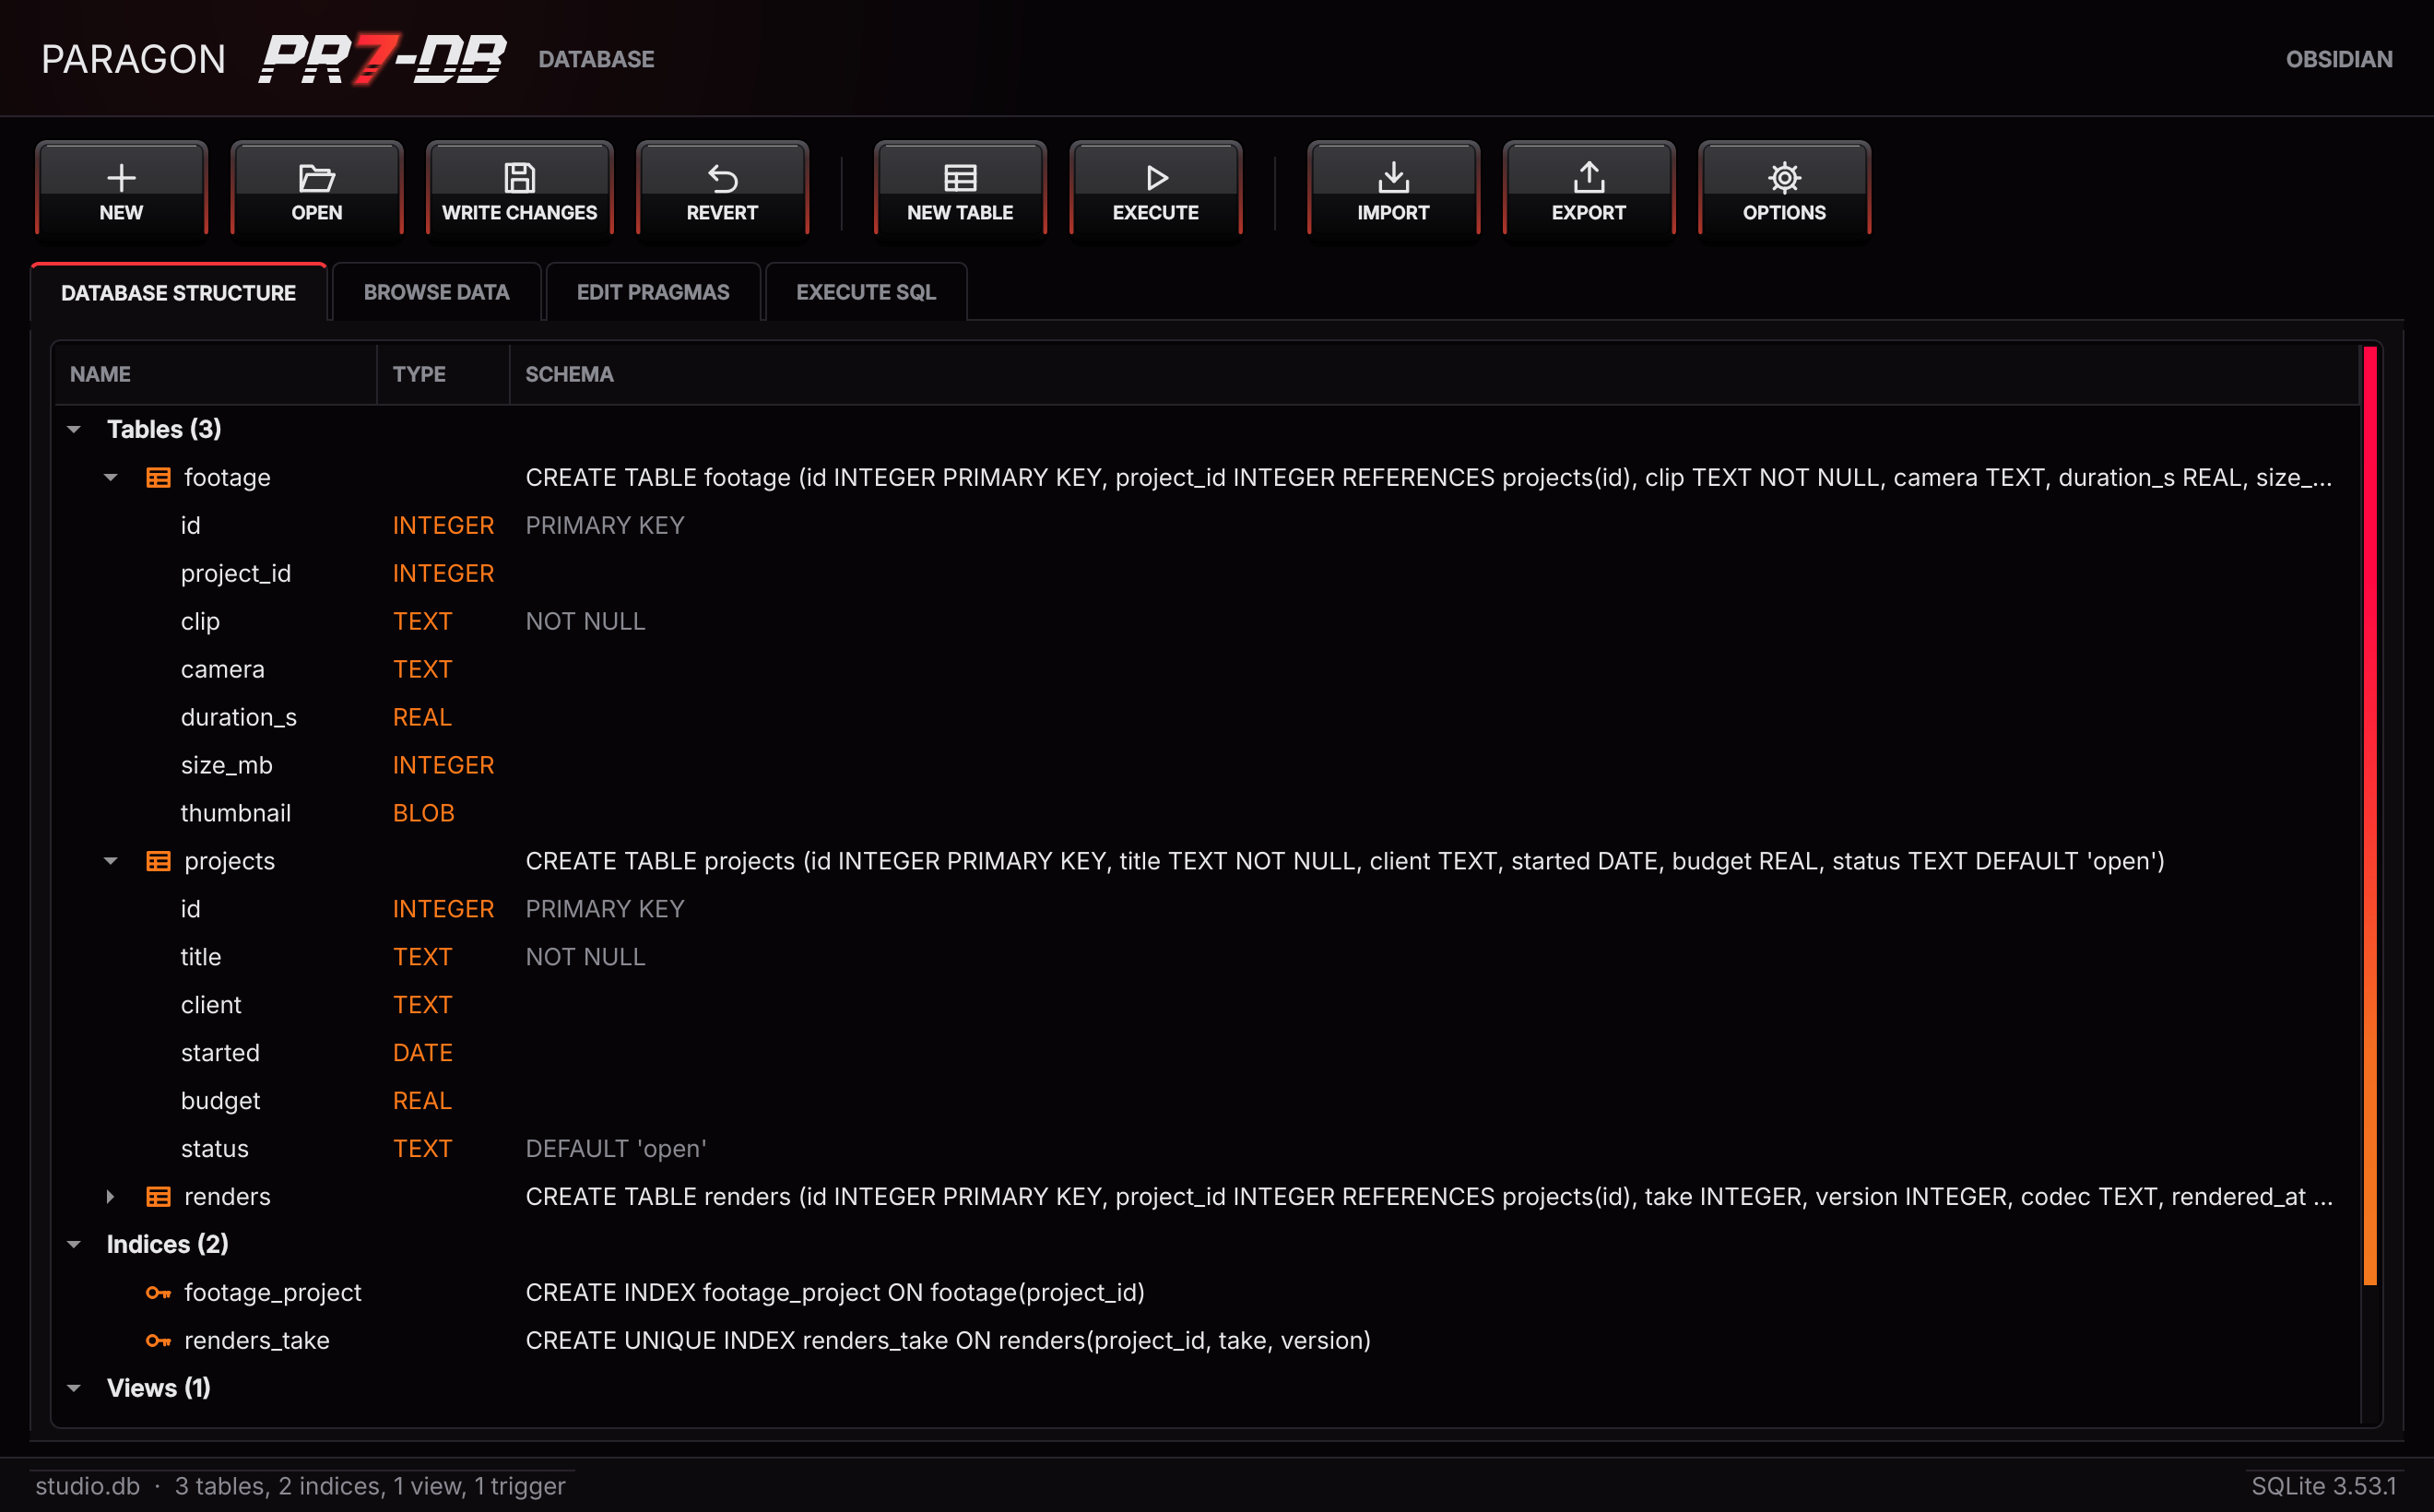 PARAGON PR7-DB DATABASE OBSIDIAN
NEW OPEN WRITE CHANGES REVERT NEW TABLE EXECUTE IMPORT EXPORT OPTIONS
DATABASE STRUCTURE BROWSE DATA EDIT PRAGMAS EXECUTE SQL
NAME TYPE SCHEMA
Tables (3)
footage CREATE TABLE footage (id INTEGER PRIMARY KEY, project_id INTEGER REFERENCES projects(id), clip TEXT NOT NULL, camera TEXT, duration_s REAL, size_...
id INTEGER PRIMARY KEY
project_id INTEGER
clip TEXT NOT NULL
camera TEXT
duration_s REAL
size_mb INTEGER
thumbnail BLOB
projects CREATE TABLE projects (id INTEGER PRIMARY KEY, title TEXT NOT NULL, client TEXT, started DATE, budget REAL, status TEXT DEFAULT 'open')
id INTEGER PRIMARY KEY
title TEXT NOT NULL
client TEXT
started DATE
budget REAL
status TEXT DEFAULT 'open'
renders CREATE TABLE renders (id INTEGER PRIMARY KEY, project_id INTEGER REFERENCES projects(id), take INTEGER, version INTEGER, codec TEXT, rendered_at ...
Indices (2)
footage_project CREATE INDEX footage_project ON footage(project_id)
renders_take CREATE UNIQUE INDEX renders_take ON renders(project_id, take, version)
Views (1)
studio.db · 3 tables, 2 indices, 1 view, 1 trigger SQLite 3.53.1